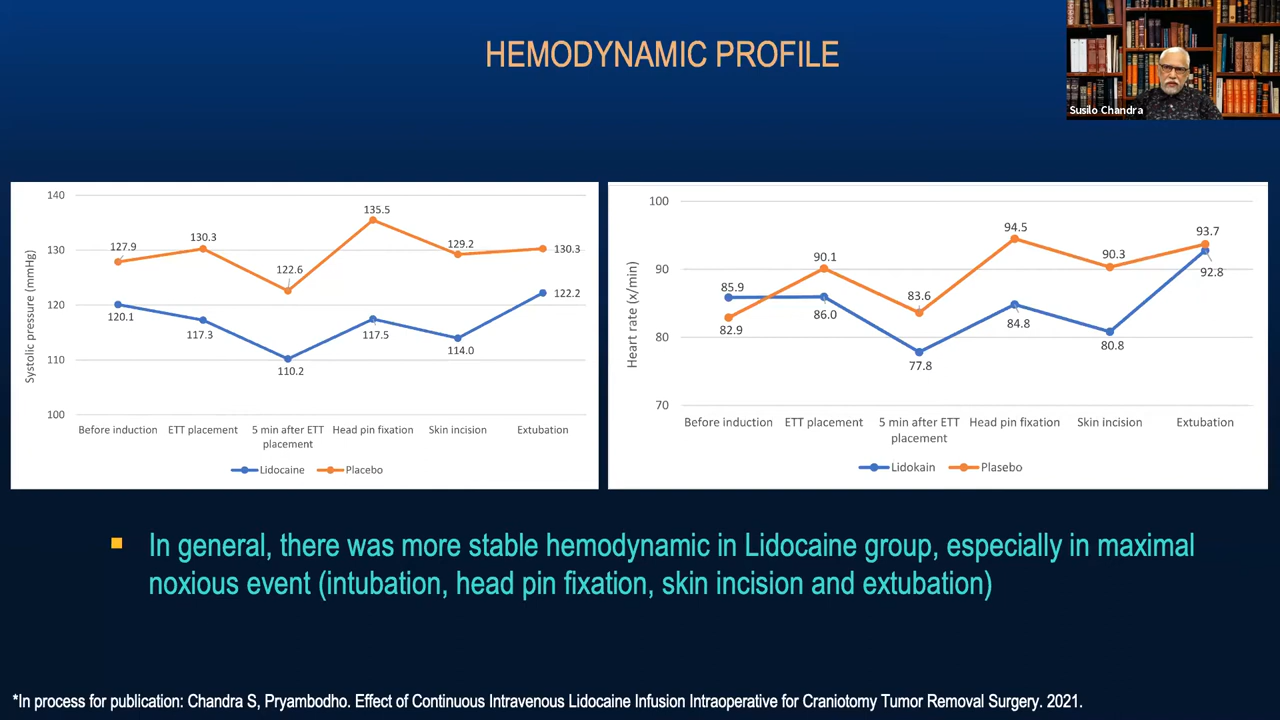 HEMODYNAMIC PROFILE
Susilo Chandra
Systolic pressure (mmHg)
140
130
120
110
100
127.9
130.3
122.6
135.5
129.2
130.3
120.1
117.3
110.2
117.5
114.0
122.2
Before induction
ETT placement
5 min after ETT
placement
Head pin fixation
Skin incision
Extubation
Lidocaine
Placebo
Heart rate (x/min)
100
90
80
70
85.9
90.1
83.6
94.5
90.3
93.7
82.9
86.0
77.8
84.8
80.8
92.8
Before induction
ETT placement
5 min after ETT
placement
Head pin fixation
Skin incision
Extubation
Lidokain
Plasebo
In general, there was more stable hemodynamic in Lidocaine group, especially in maximal
noxious event (intubation, head pin fixation, skin incision and extubation)
*In process for publication: Chandra S, Pryambodho. Effect of Continuous Intravenous Lidocaine Infusion Intraoperative for Craniotomy Tumor Removal Surgery. 2021.